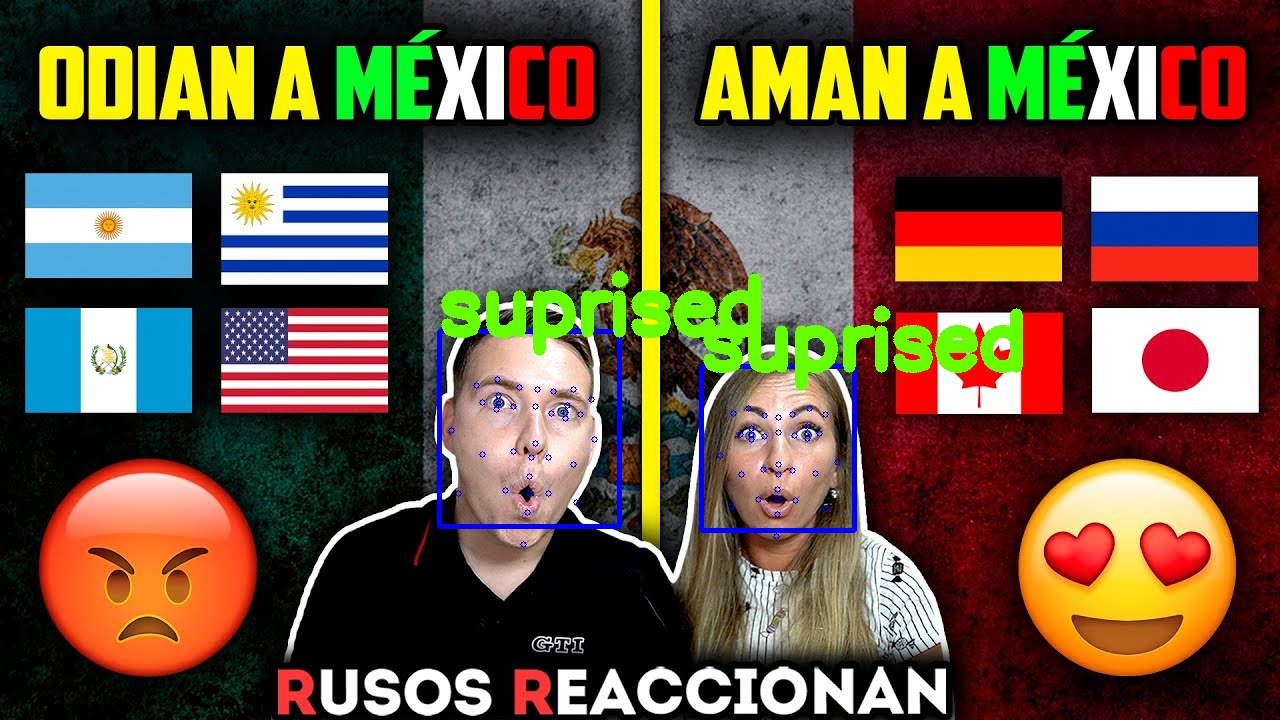 ODIAN A MÉXICO
AMAN A MÉXICO
suprised
suprised
GTI
RUSOS REACCIONAN